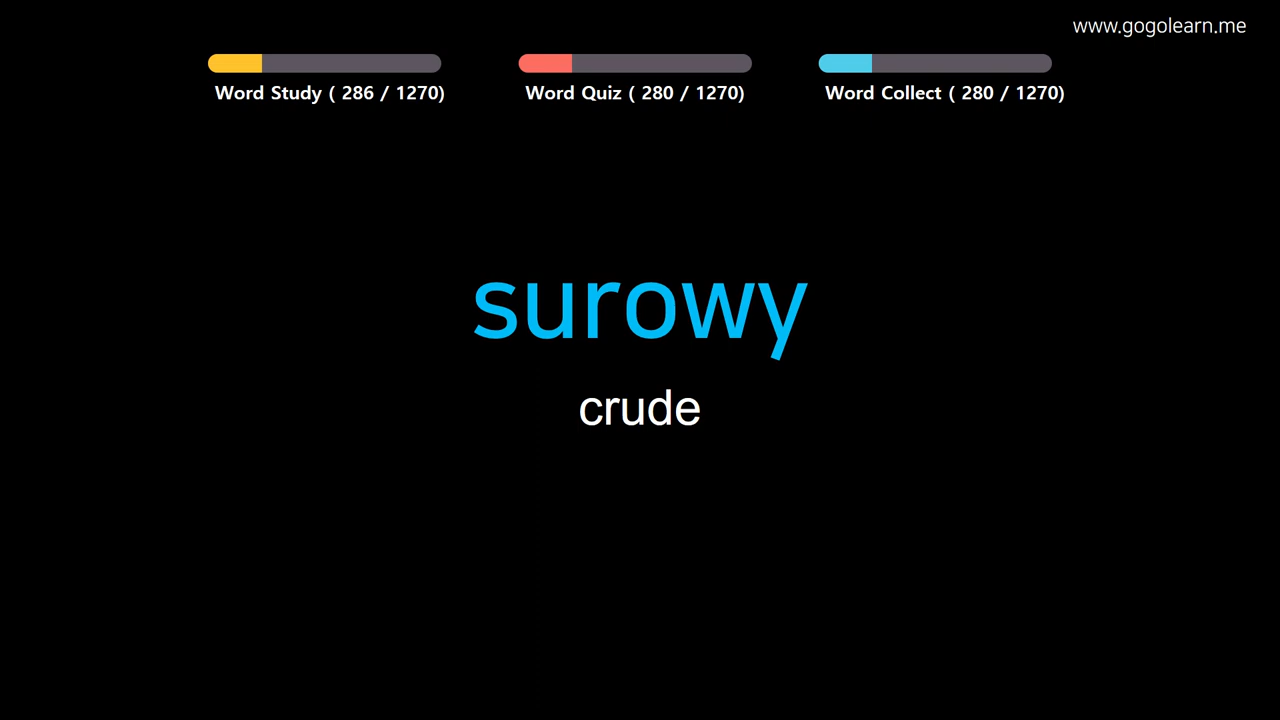 www.gogolearn.me
Word Study ( 286 / 1270)
Word Quiz ( 280 / 1270)
Word Collect ( 280 / 1270)
surowy
crude